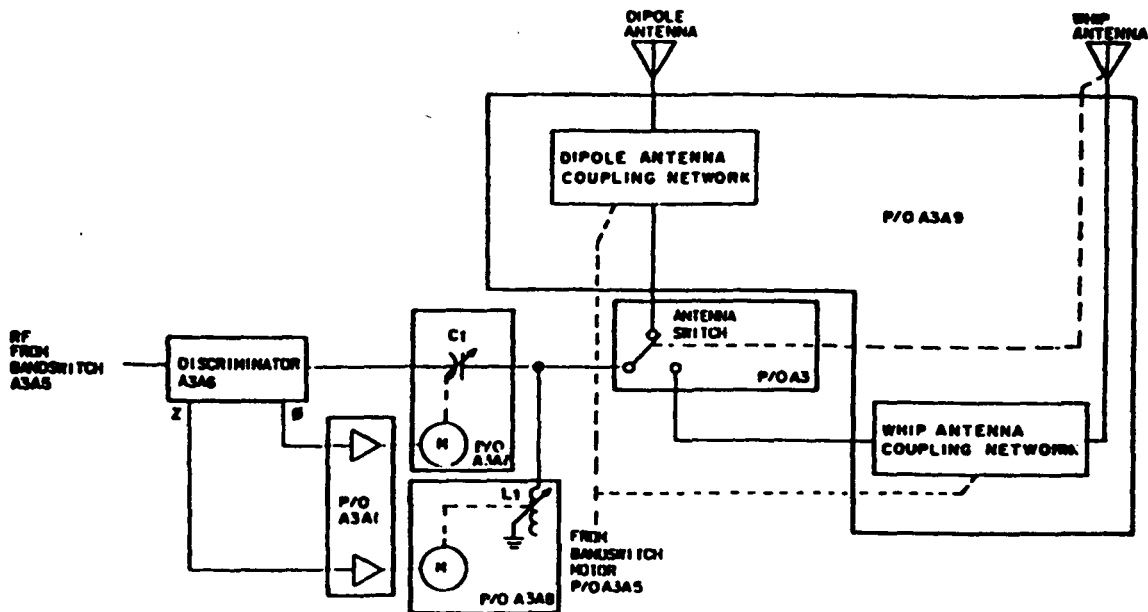 DIPOLE
ANTENNA
WHIP
ANTENNA
DIPOLE ANTENNA
COUPLING NETWORK
P/O A3A9
ANTENNA
SWITCH
P/O A3
RF
FROM
BANDSWITCH
A3A5
DISCRIMINATOR
A3A6
Z
Ø
C1
M
P/O
P/O
A3A1
L1
M
P/O A3A8
FROM
BANDSWITCH
MOTOR
P/O A3A5
WHIP ANTENNA
COUPLING NETWORK